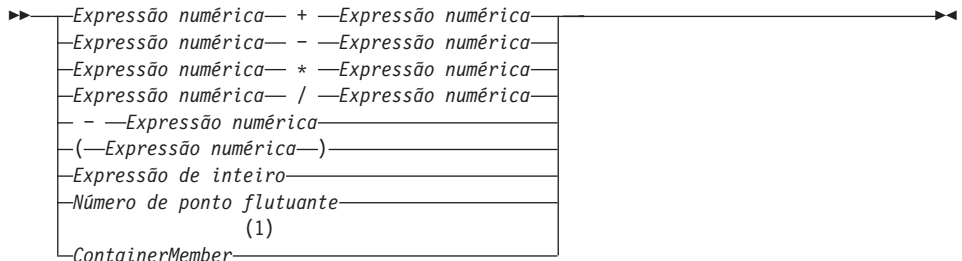 Expressão numérica + Expressão numérica
Expressão numérica - Expressão numérica
Expressão numérica * Expressão numérica
Expressão numérica / Expressão numérica
- Expressão numérica
(Expressão numérica)
Expressão de inteiro
Número de ponto flutuante
(1)
ContainerMember